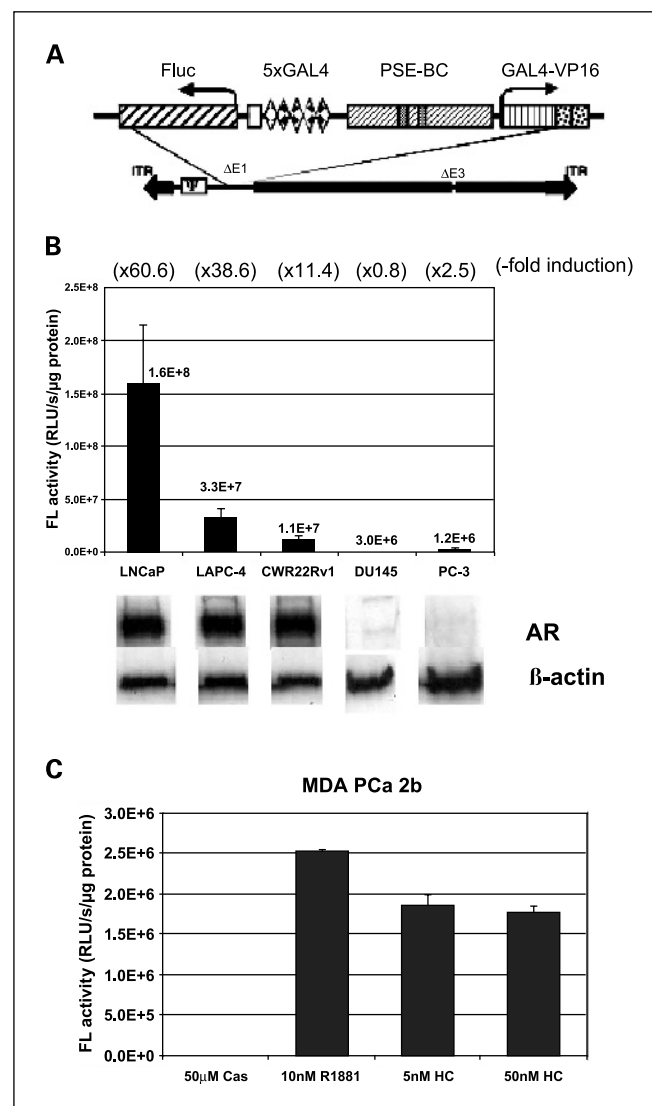 A
Fluc 5xGAL4 PSE-BC GAL4-VP16
ITR Ψ ΔE1 ΔE3 ITR
B
(x60.6) (x38.6) (x11.4) (x0.8) (x2.5) (-fold induction)
FL activity (RLU/s/µg protein)
2.5E+8
2.0E+8
1.5E+8
1.0E+8
5.0E+7
0.0E+0
1.6E+8
3.3E+7
1.1E+7
3.0E+6
1.2E+6
LNCaP LAPC-4 CWR22Rv1 DU145 PC-3
AR
ß-actin
C
MDA PCa 2b
FL activity (RLU/s/µg protein)
3.0E+6
2.5E+6
2.0E+6
1.5E+6
1.0E+6
5.0E+5
0.0E+0
50µM Cas 10nM R1881 5nM HC 50nM HC